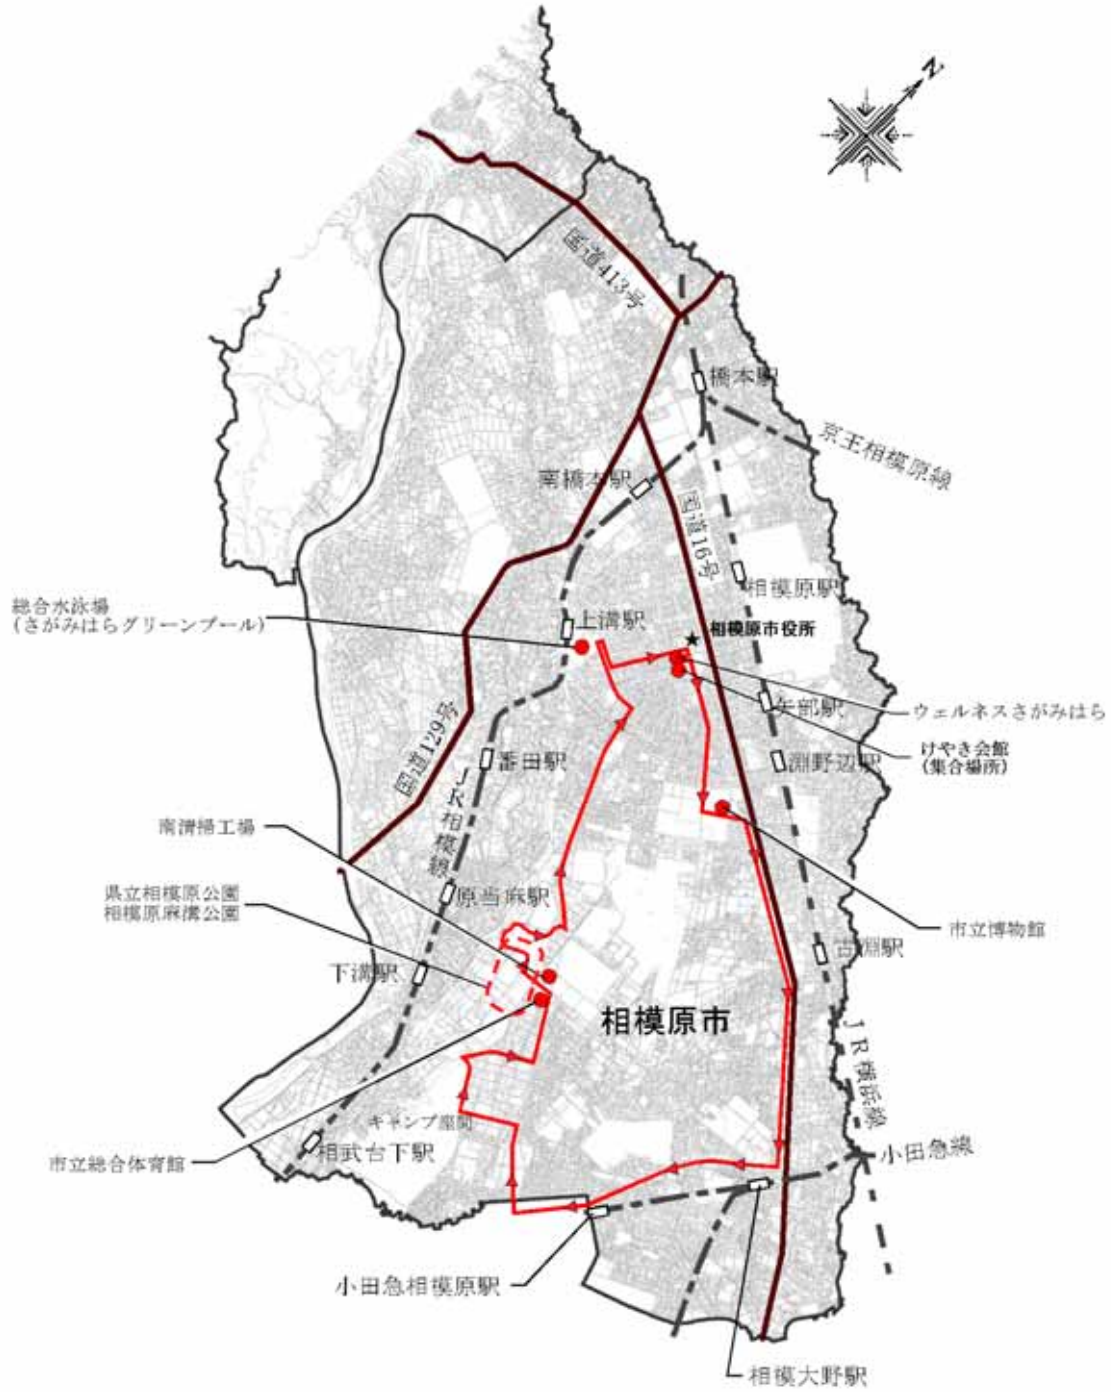 N
国道413号
橋本駅
京王相模原線
南橋本駅
国道16号
相模原駅
総合水泳場
(さがみはらグリーンプール)
上溝駅
相模原市役所
矢部駅
ウェルネスさがみはら
けやき会館
(集合場所)
国道129号
番田駅
淵野辺駅
JR相模線
南清掃工場
県立相模原公園
相模原麻溝公園
原当麻駅
市立博物館
古淵駅
下溝駅
相模原市
JR横浜線
キャンプ座間
相武台下駅
市立総合体育館
小田急線
小田急相模原駅
相模大野駅